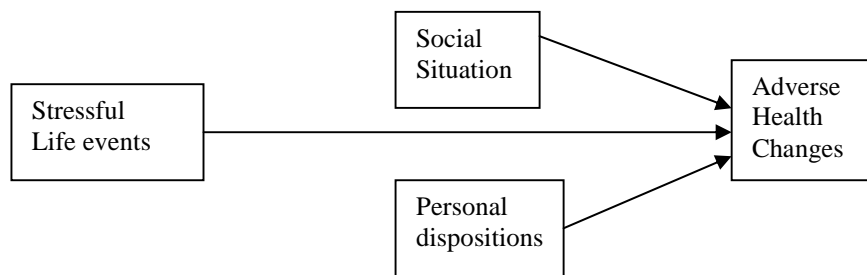 Social
Situation
Stressful
Life events
Adverse
Health
Changes
Personal
dispositions